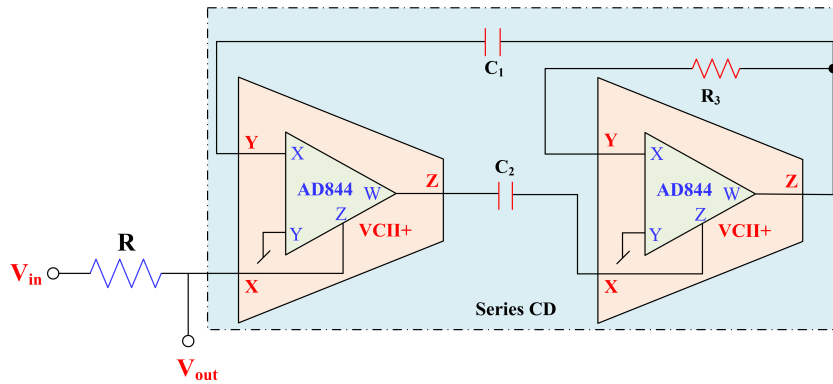 C1
R3
Y
X
AD844
W
Z
Z
Y
VCII+
X
C2
Y
X
AD844
W
Z
Z
Y
VCII+
X
R
Vin
Vout
Series CD